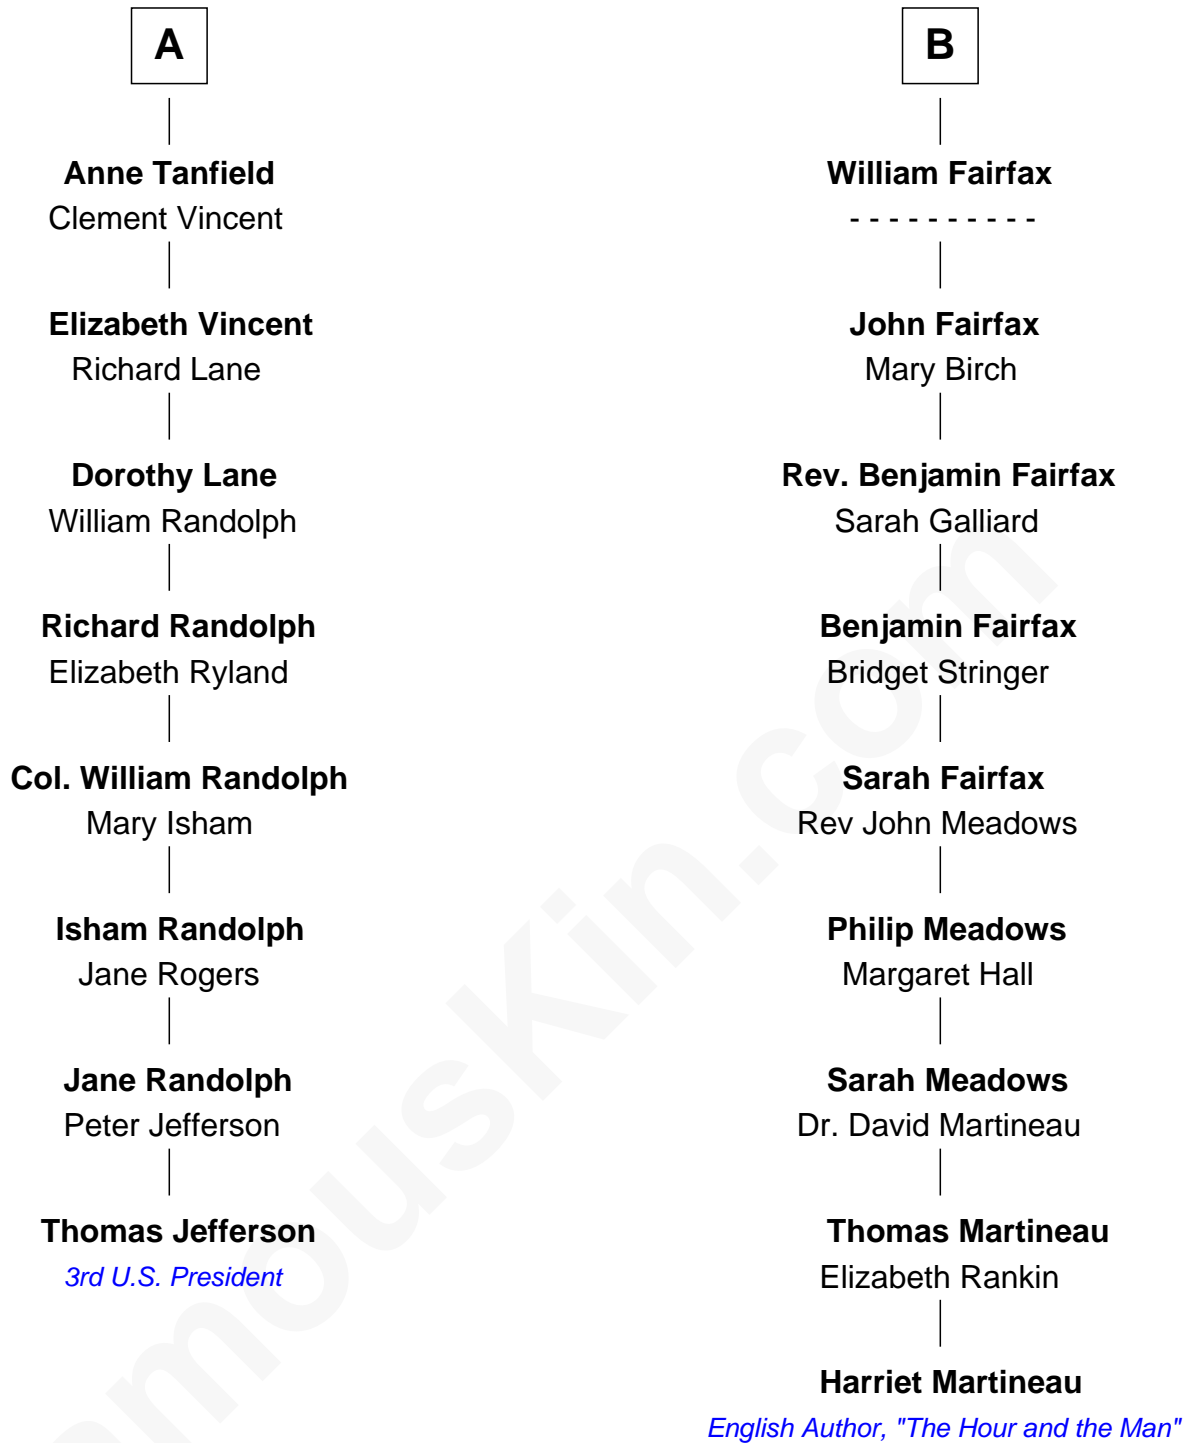 A
Anne Tanfield
Clement Vincent
Elizabeth Vincent
Richard Lane
Dorothy Lane
William Randolph
Richard Randolph
Elizabeth Ryland
Col. William Randolph
Mary Isham
Isham Randolph
Jane Rogers
Jane Randolph
Peter Jefferson
Thomas Jefferson
3rd U.S. President
B
William Fairfax
- - - - - - - - - -
John Fairfax
Mary Birch
Rev. Benjamin Fairfax
Sarah Galliard
Benjamin Fairfax
Bridget Stringer
Sarah Fairfax
Rev John Meadows
Philip Meadows
Margaret Hall
Sarah Meadows
Dr. David Martineau
Thomas Martineau
Elizabeth Rankin
Harriet Martineau
English Author, "The Hour and the Man"
amouskin.com